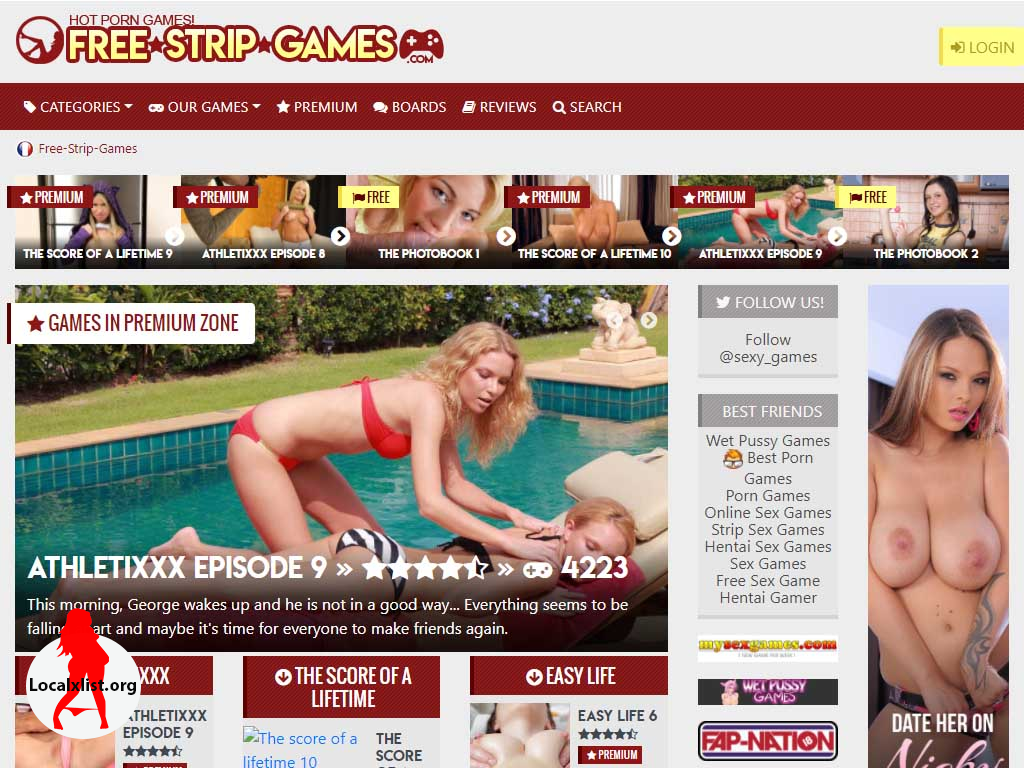 HOT PORN GAMES!
FREE★STRIP★GAMES
.COM
LOGIN
CATEGORIES OUR GAMES PREMIUM BOARDS REVIEWS SEARCH
Free-Strip-Games
PREMIUM PREMIUM FREE PREMIUM PREMIUM FREE
THE SCORE OF A LIFETIME 9 ATHLETIXXX EPISODE 8 THE PHOTOBOOK 1 THE SCORE OF A LIFETIME 10 ATHLETIXXX EPISODE 9 THE PHOTOBOOK 2
GAMES IN PREMIUM ZONE
ATHLETIXXX EPISODE 9 » » 4223
This morning, George wakes up and he is not in a good way... Everything seems to be
art and maybe it's time for everyone to make friends again.
FOLLOW US!
Follow
@sexy_games
BEST FRIENDS
Wet Pussy Games
Best Porn
Games
Porn Games
Online Sex Games
Strip Sex Games
Hentai Sex Games
Sex Games
Free Sex Game
Hentai Gamer
mysexgames.com
1 NEW GAME PER WEEK !
WET PUSSY
GAMES
FAP-NATION
18
DATE HER ON
XXX
Localxlist.org
ATHLETIXXX
EPISODE 9
THE SCORE OF A
LIFETIME
The score of a
lifetime 10
THE
SCORE
EASY LIFE
EASY LIFE 6
PREMIUM